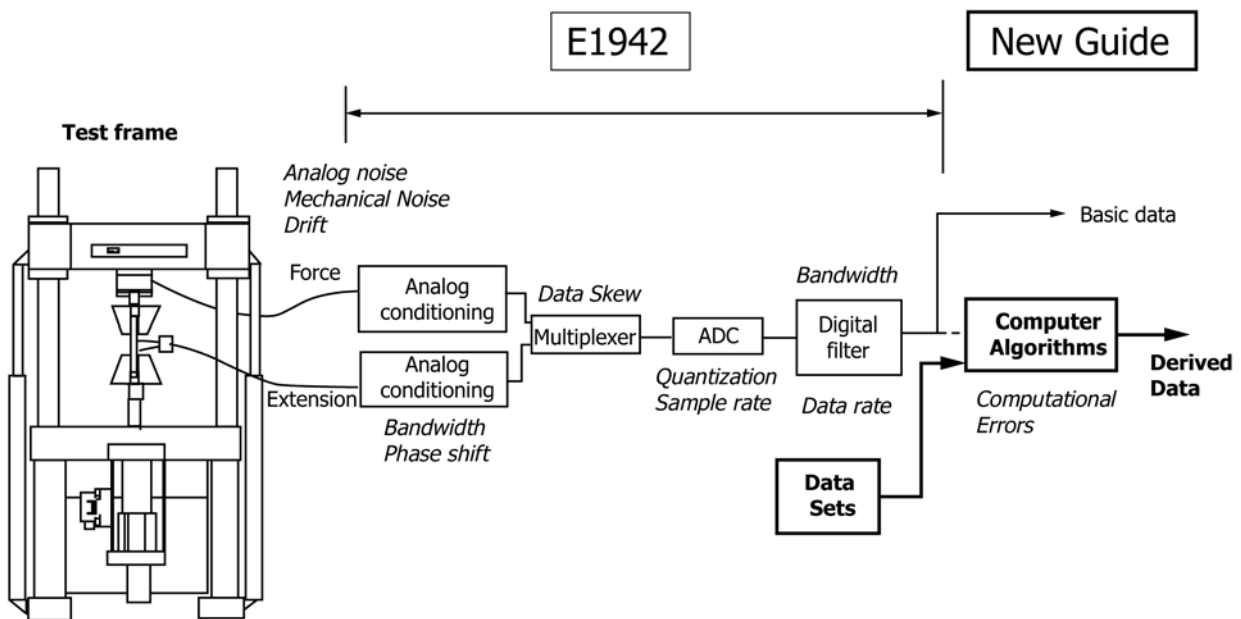 E1942
New Guide
Test frame
Analog noise
Mechanical Noise
Drift
Basic data
Force
Analog
conditioning
Data Skew
Multiplexer
ADC
Bandwidth
Digital
filter
Computer
Algorithms
Derived
Data
Extension
Analog
conditioning
Bandwidth
Phase shift
Quantization
Sample rate
Data rate
Computational
Errors
Data
Sets